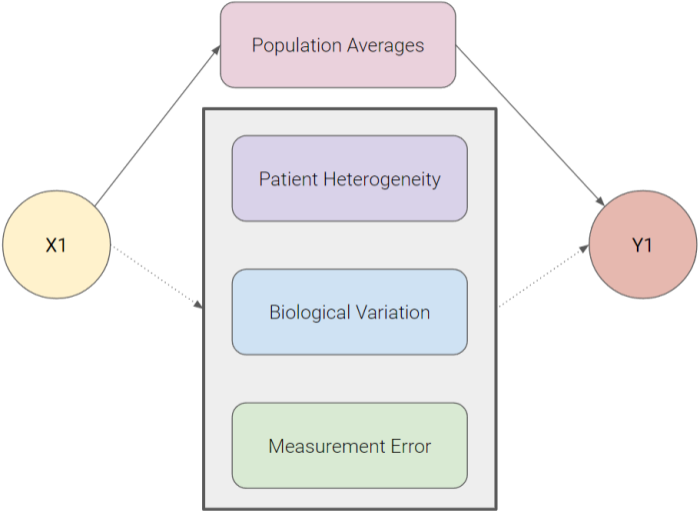 Population Averages
Patient Heterogeneity
X1
Y1
Biological Variation
Measurement Error